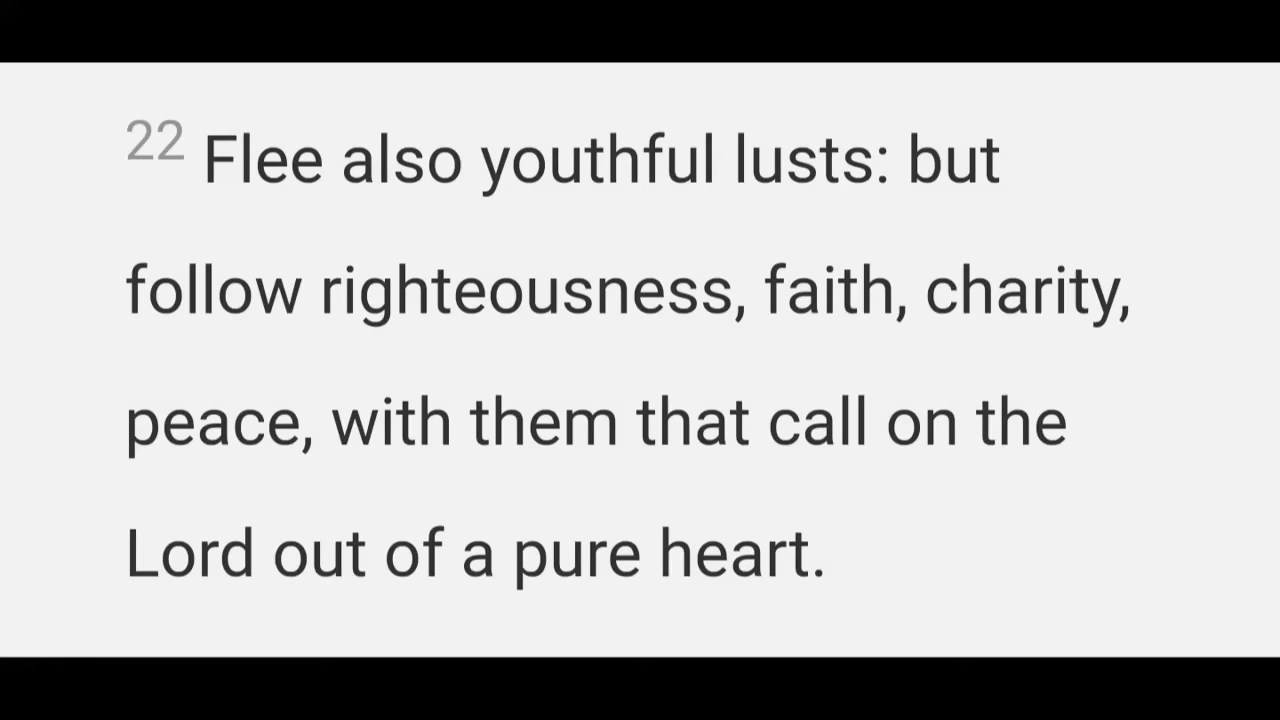 22 Flee also youthful lusts: but
follow righteousness, faith, charity,
peace, with them that call on the
Lord out of a pure heart.